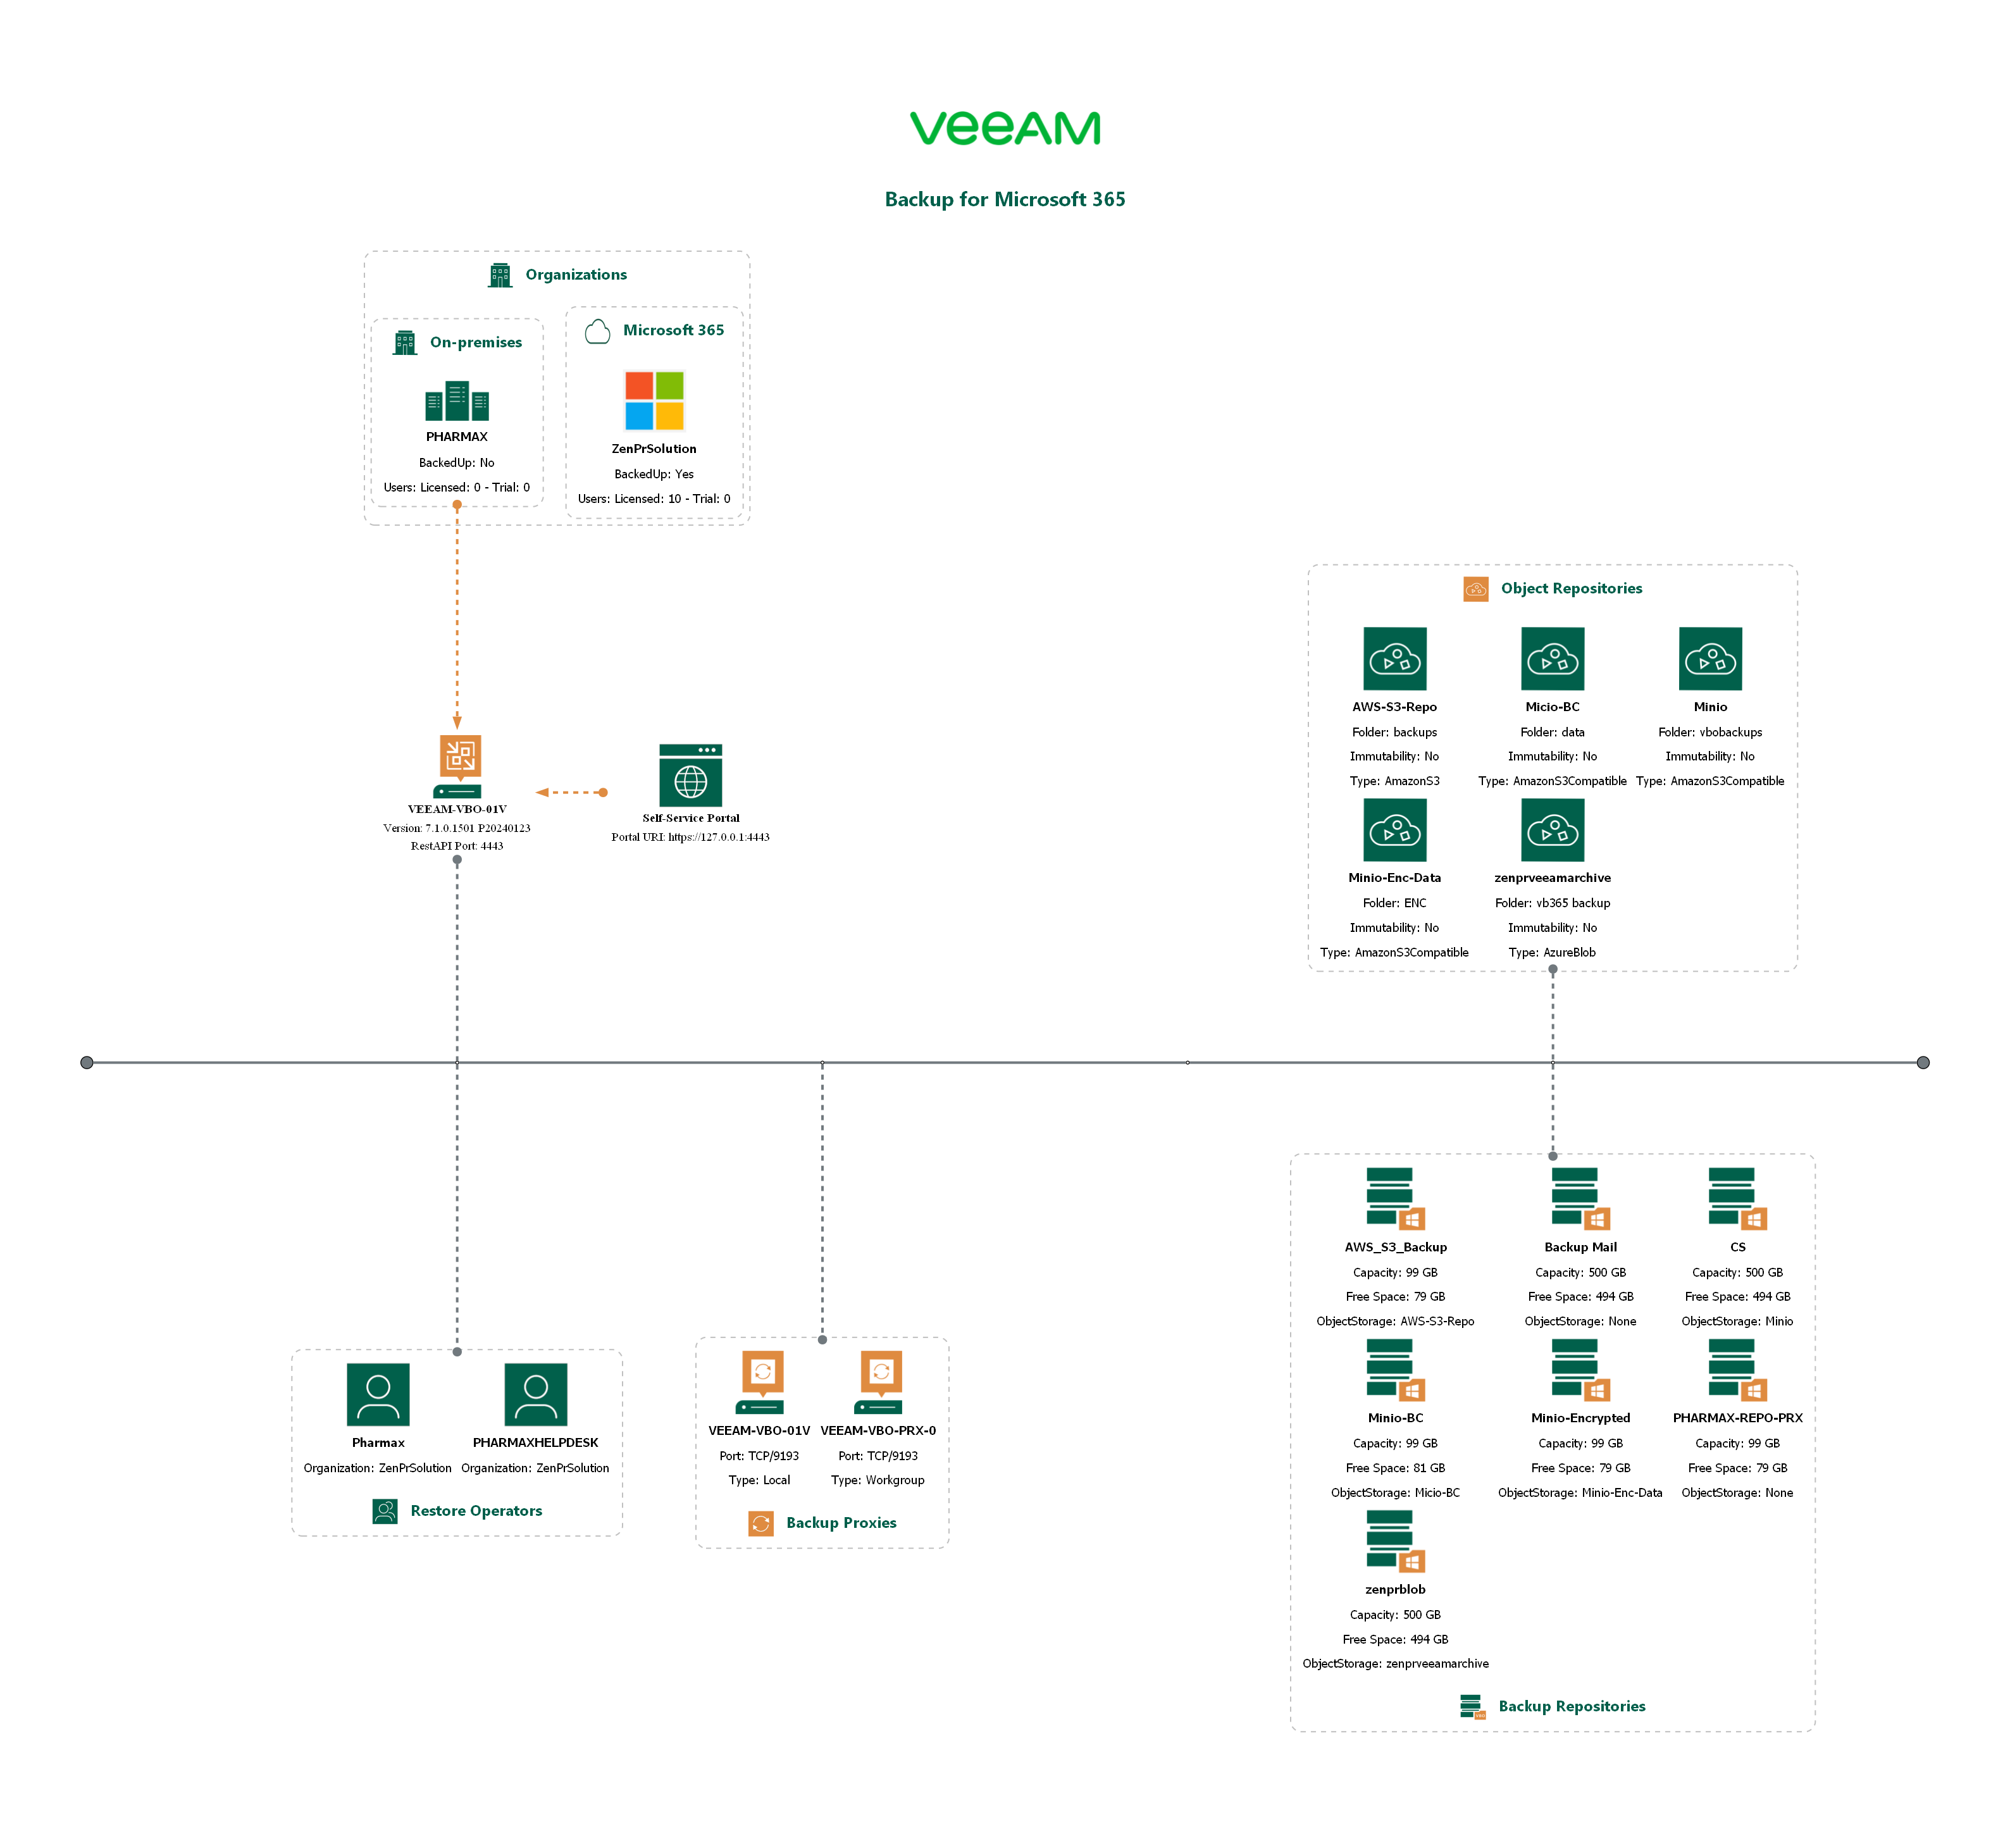 veeAM
Backup for Microsoft 365
Organizations
On-premises
PHARMAX
BackedUp: No
Users: Licensed: 0 - Trial: 0
Microsoft 365
ZenPrSolution
BackedUp: Yes
Users: Licensed: 10 - Trial: 0
VEEAM-VBO-01V
Version: 7.1.0.1501 P20240123
RestAPI Port: 4443
Self-Service Portal
Portal URI: https://127.0.0.1:4443
Object Repositories
AWS-S3-Repo
Folder: backups
Immutability: No
Type: AmazonS3
Micio-BC
Folder: data
Immutability: No
Type: AmazonS3Compatible
Minio
Folder: vbobackups
Immutability: No
Type: AmazonS3Compatible
Minio-Enc-Data
Folder: ENC
Immutability: No
Type: AmazonS3Compatible
zenprveeamarchive
Folder: vb365 backup
Immutability: No
Type: AzureBlob
Pharmax
Organization: ZenPrSolution
PHARMAXHELPDESK
Organization: ZenPrSolution
Restore Operators
VEEAM-VBO-01V
Port: TCP/9193
Type: Local
VEEAM-VBO-PRX-0
Port: TCP/9193
Type: Workgroup
Backup Proxies
AWS_S3_Backup
Capacity: 99 GB
Free Space: 79 GB
ObjectStorage: AWS-S3-Repo
Backup Mail
Capacity: 500 GB
Free Space: 494 GB
ObjectStorage: None
CS
Capacity: 500 GB
Free Space: 494 GB
ObjectStorage: Minio
Minio-BC
Capacity: 99 GB
Free Space: 81 GB
ObjectStorage: Micio-BC
Minio-Encrypted
Capacity: 99 GB
Free Space: 79 GB
ObjectStorage: Minio-Enc-Data
PHARMAX-REPO-PRX
Capacity: 99 GB
Free Space: 79 GB
ObjectStorage: None
zenprblob
Capacity: 500 GB
Free Space: 494 GB
ObjectStorage: zenprveeamarchive
Backup Repositories